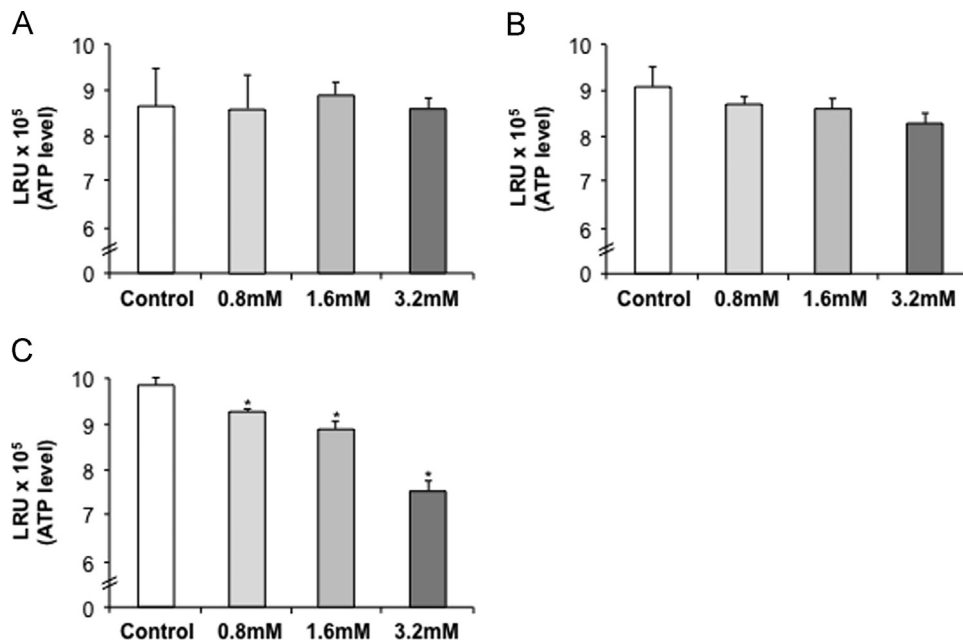 A
LRU x 10⁵
(ATP level)
10
9
8
7
6
0
Control 0.8mM 1.6mM 3.2mM
B
LRU x 10⁵
(ATP level)
10
9
8
7
6
0
Control 0.8mM 1.6mM 3.2mM
C
LRU x 10⁵
(ATP level)
10
9
8
7
6
0
* * *
Control 0.8mM 1.6mM 3.2mM